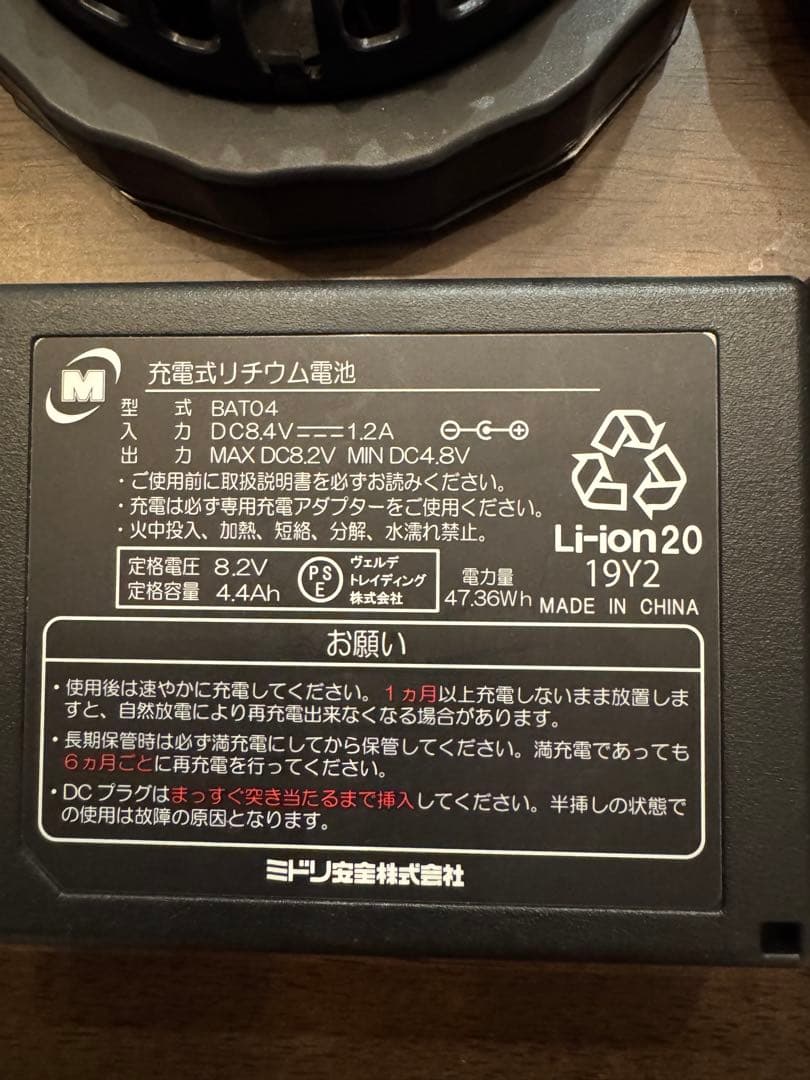 M
充電式リチウム電池
型 式 BAT04
入 力 DC8.4V⎓1.2A
出 力 MAX DC8.2V MIN DC4.8V
・ご使用前に取扱説明書を必ずお読みください。
・充電は必ず専用充電アダプターをご使用ください。
・火中投入、加熱、短絡、分解、水濡れ禁止。
Li-ion20
19Y2
MADE IN CHINA
定格電圧 8.2V
定格容量 4.4Ah
PS
E
ヴェルデ
トレイディング
株式会社
電力量
47.36Wh
お願い
・使用後は速やかに充電してください。1ヵ月以上充電しないまま放置しま
すと、自然放電により再充電出来なくなる場合があります。
・長期保管時は必ず満充電にしてから保管してください。満充電であっても
6ヵ月ごとに再充電を行ってください。
・DCプラグはまっすぐ突き当たるまで挿入してください。半挿しの状態で
の使用は故障の原因となります。
ミドリ安全株式会社